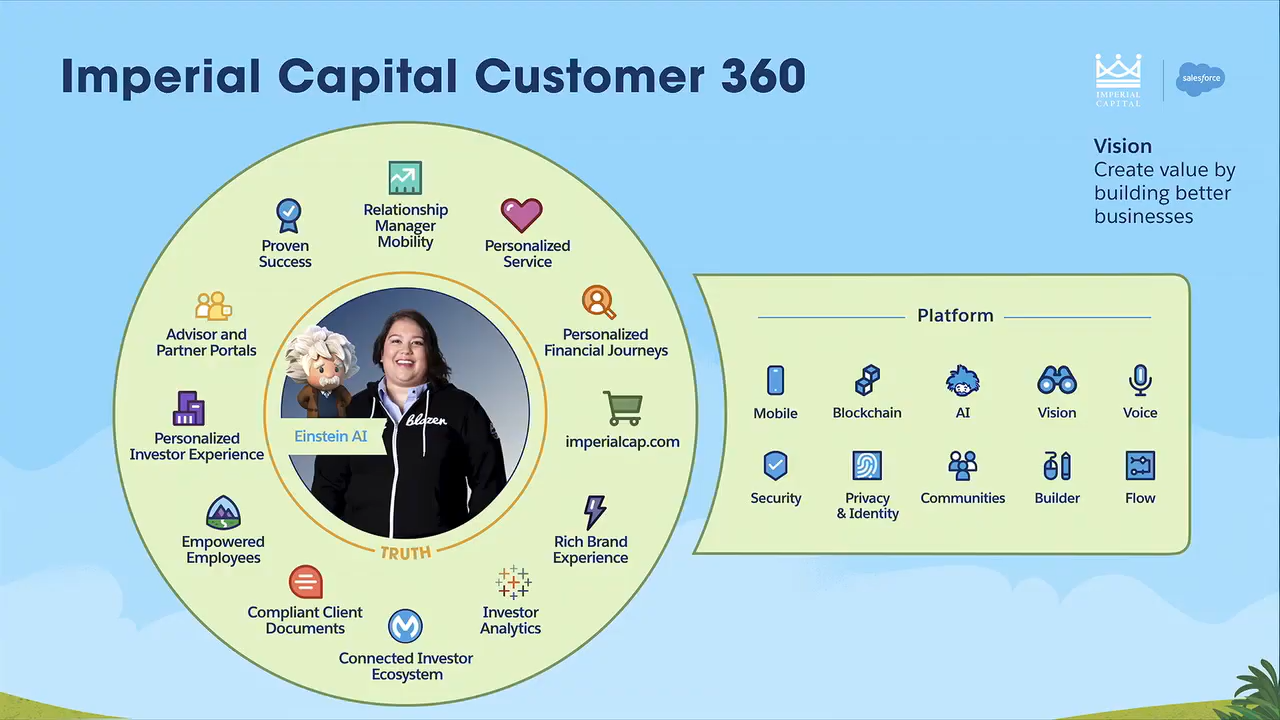 Imperial Capital Customer 360
IMPERIAL
CAPITAL
salesforce
Vision
Create value by
building better
businesses
Relationship
Manager
Mobility
Proven
Success
Personalized
Service
Advisor and
Partner Portals
Personalized
Financial Journeys
Personalized
Investor Experience
imperialcap.com
Einstein AI
blazer
Empowered
Employees
Rich Brand
Experience
TRUTH
Compliant Client
Documents
Investor
Analytics
Connected Investor
Ecosystem
Platform
Mobile
Blockchain
AI
Vision
Voice
Security
Privacy
& Identity
Communities
Builder
Flow